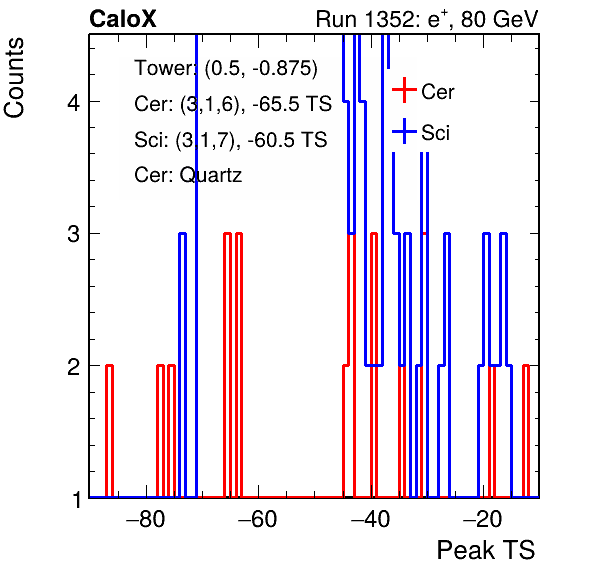 CaloX Run 1352: e⁺, 80 GeV
Counts
Tower: (0.5, -0.875)
Cer: (3,1,6), -65.5 TS
Sci: (3,1,7), -60.5 TS
Cer: Quartz
Cer
Sci
4
3
2
1
−80 −60 −40 −20
Peak TS